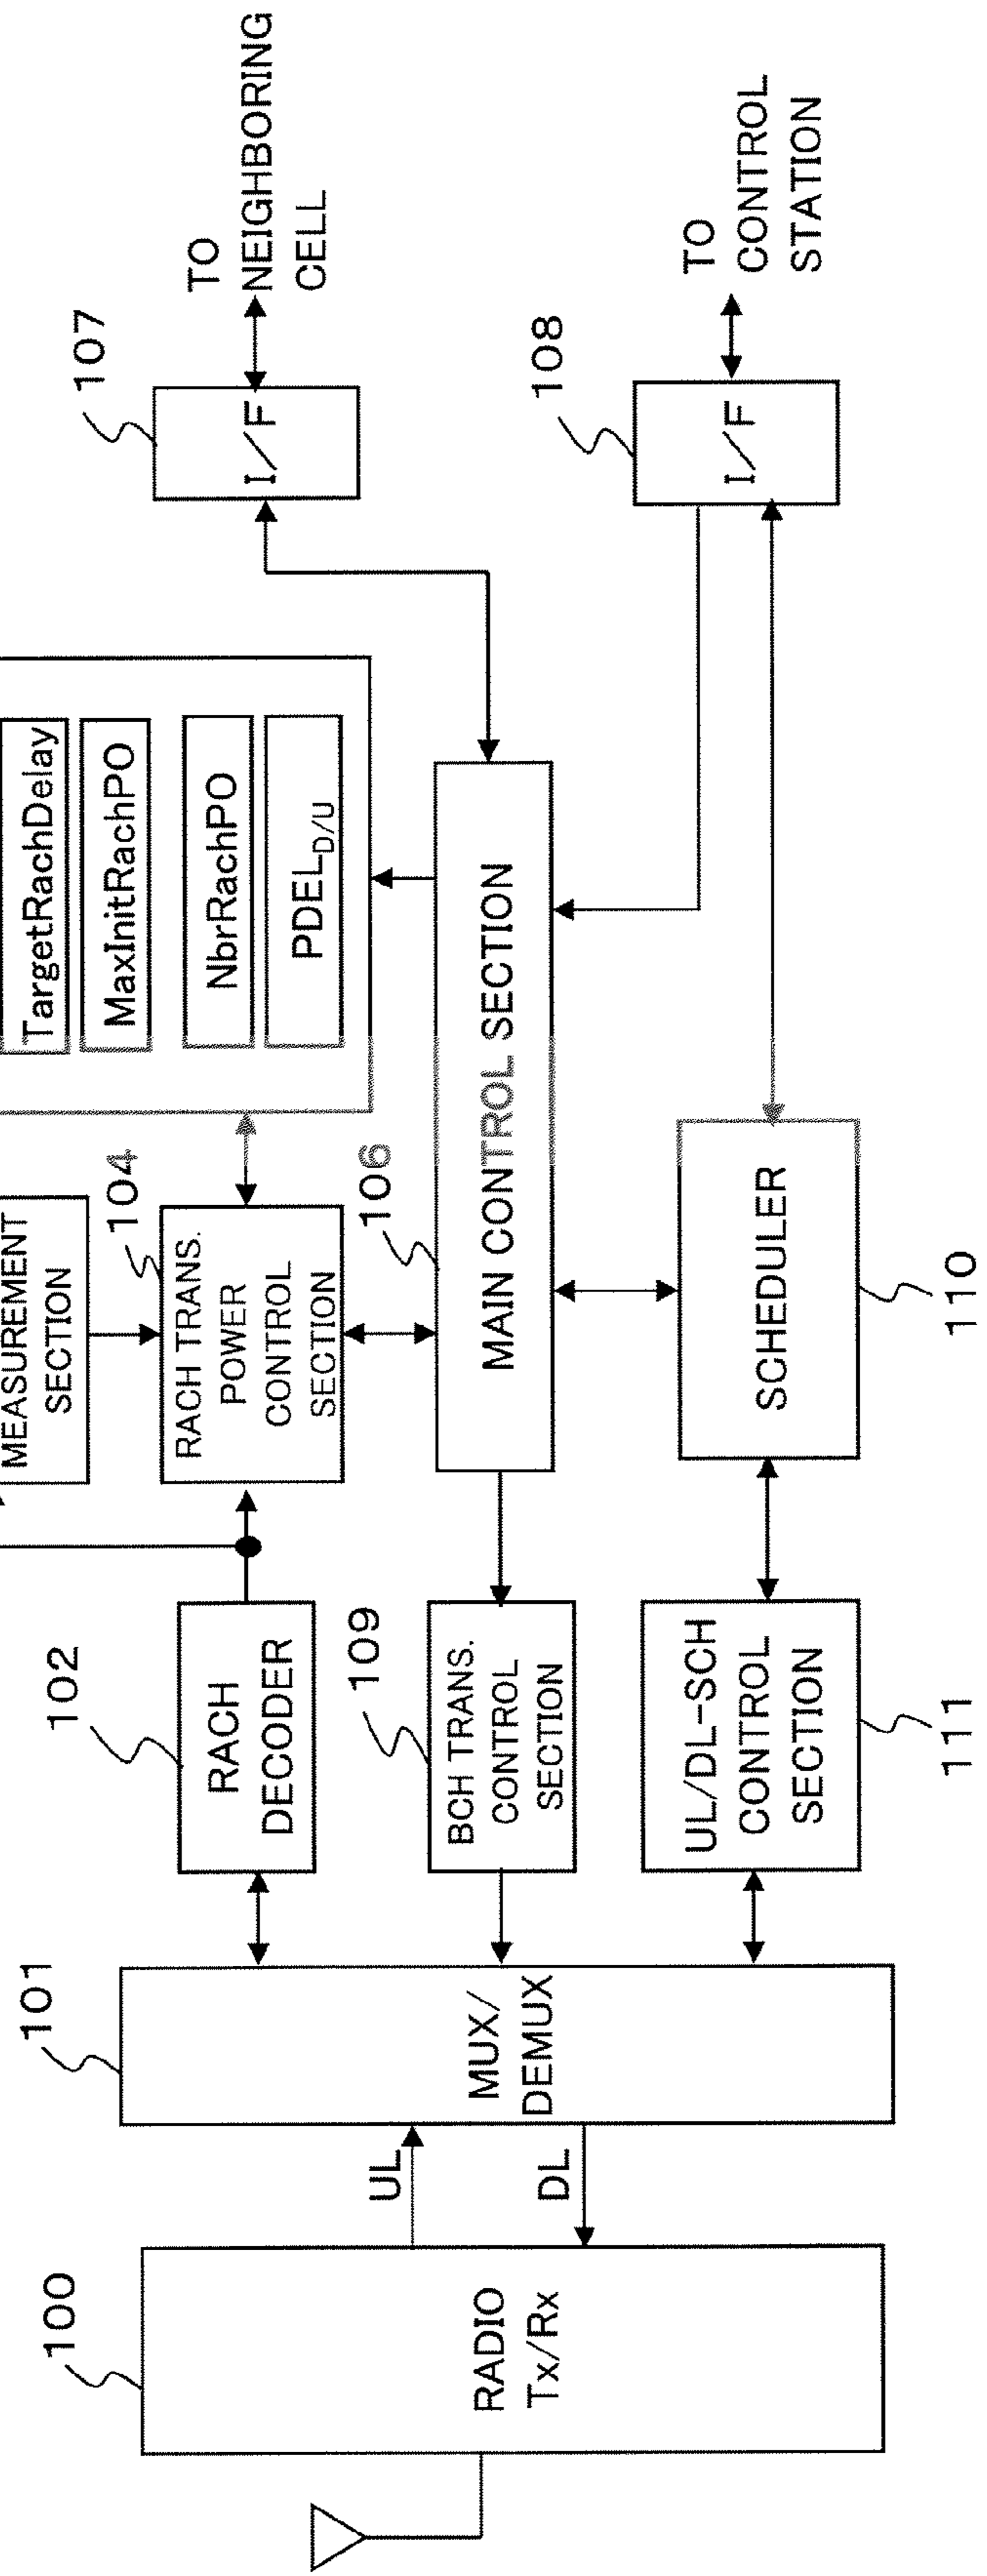 MEASUREMENT
SECTION
TargetRachDelay
MaxInitRachPO
NbrRachPO
PDEL_D/U
101
102
RACH
DECODER
104
RACH TRANS.
POWER
CONTROL
SECTION
107
I/F
TO
NEIGHBORING
CELL
100
RADIO
Tx/Rx
UL
DL
MUX/
DEMUX
109
BCH TRANS.
CONTROL
SECTION
106
MAIN CONTROL SECTION
UL/DL-SCH
CONTROL
SECTION
111
SCHEDULER
110
108
I/F
TO
CONTROL
STATION